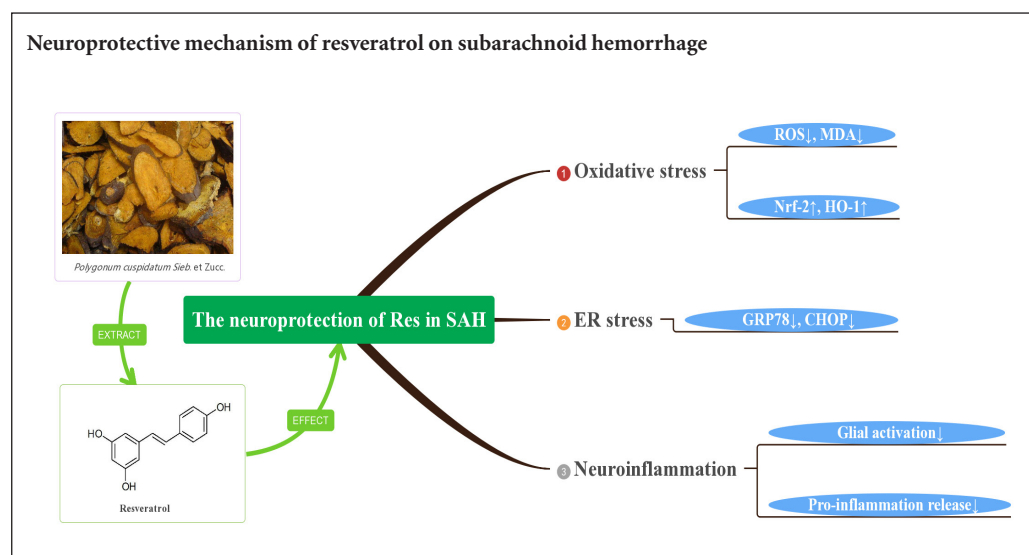 Neuroprotective mechanism of resveratrol on subarachnoid hemorrhage
Polygonum cuspidatum Sieb. et Zucc.
EXTRACT
HO
OH
OH
Resveratrol
EFFECT
The neuroprotection of Res in SAH
1 Oxidative stress
ROS↓, MDA↓
Nrf-2↑, HO-1↑
2 ER stress
GRP78↓, CHOP↓
3 Neuroinflammation
Glial activation↓
Pro-inflammation release↓